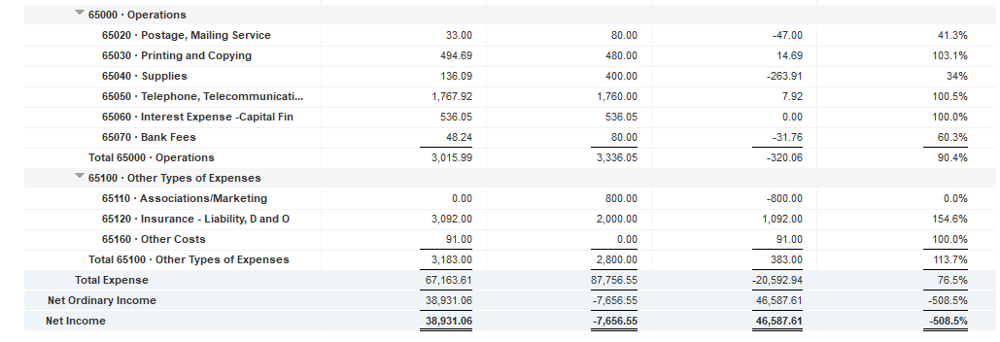 65000 · Operations
65020 · Postage, Mailing Service 33.00 80.00 -47.00 41.3%
65030 · Printing and Copying 494.69 480.00 14.69 103.1%
65040 · Supplies 136.09 400.00 -263.91 34%
65050 · Telephone, Telecommunicati... 1,767.92 1,760.00 7.92 100.5%
65060 · Interest Expense -Capital Fin 536.05 536.05 0.00 100.0%
65070 · Bank Fees 48.24 80.00 -31.76 60.3%
Total 65000 · Operations 3,015.99 3,336.05 -320.06 90.4%
65100 · Other Types of Expenses
65110 · Associations/Marketing 0.00 800.00 -800.00 0.0%
65120 · Insurance - Liability, D and O 3,092.00 2,000.00 1,092.00 154.6%
65160 · Other Costs 91.00 0.00 91.00 100.0%
Total 65100 · Other Types of Expenses 3,183.00 2,800.00 383.00 113.7%
Total Expense 67,163.61 87,756.55 -20,592.94 76.5%
Net Ordinary Income 38,931.06 -7,656.55 46,587.61 -508.5%
Net Income 38,931.06 -7,656.55 46,587.61 -508.5%